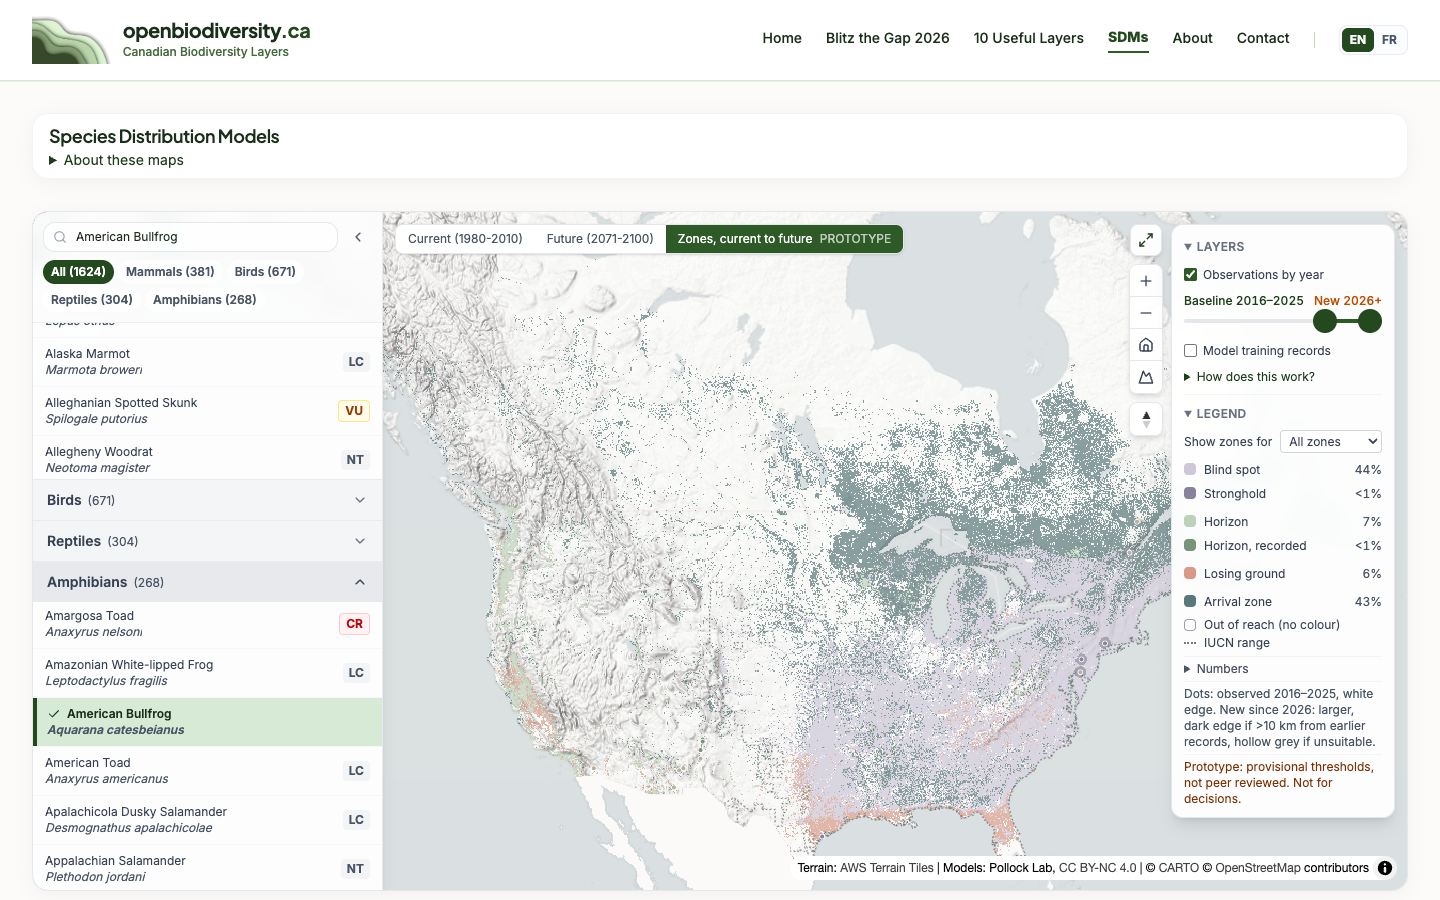 openbiodiversity.ca
Canadian Biodiversity Layers
Home
Blitz the Gap 2026
10 Useful Layers
SDMs
About
Contact
EN
FR
Species Distribution Models
About these maps
American Bullfrog
All (1624)
Mammals (381)
Birds (671)
Reptiles (304)
Amphibians (268)
Alaska Marmot
Marmota broweri
LC
Alleghanian Spotted Skunk
Spilogale putorius
VU
Allegheny Woodrat
Neotoma magister
NT
Birds (671)
Reptiles (304)
Amphibians (268)
Amargosa Toad
Anaxyrus nelsoni
CR
Amazonian White-lipped Frog
Leptodactylus fragilis
LC
American Bullfrog
Aquarana catesbeianus
American Toad
Anaxyrus americanus
LC
Apalachicola Dusky Salamander
Desmognathus apalachicolae
LC
Appalachian Salamander
Plethodon jordani
NT
Current (1980-2010)
Future (2071-2100)
Zones, current to future PROTOTYPE
LAYERS
Observations by year
Baseline 2016–2025 New 2026+
Model training records
How does this work?
LEGEND
Show zones for All zones
Blind spot 44%
Stronghold <1%
Horizon 7%
Horizon, recorded <1%
Losing ground 6%
Arrival zone 43%
Out of reach (no colour)
IUCN range
Numbers
Dots: observed 2016–2025, white
edge. New since 2026: larger,
dark edge if >10 km from earlier
records, hollow grey if unsuitable.
Prototype: provisional thresholds,
not peer reviewed. Not for
decisions.
Terrain: AWS Terrain Tiles | Models: Pollock Lab, CC BY-NC 4.0 | © CARTO © OpenStreetMap contributors